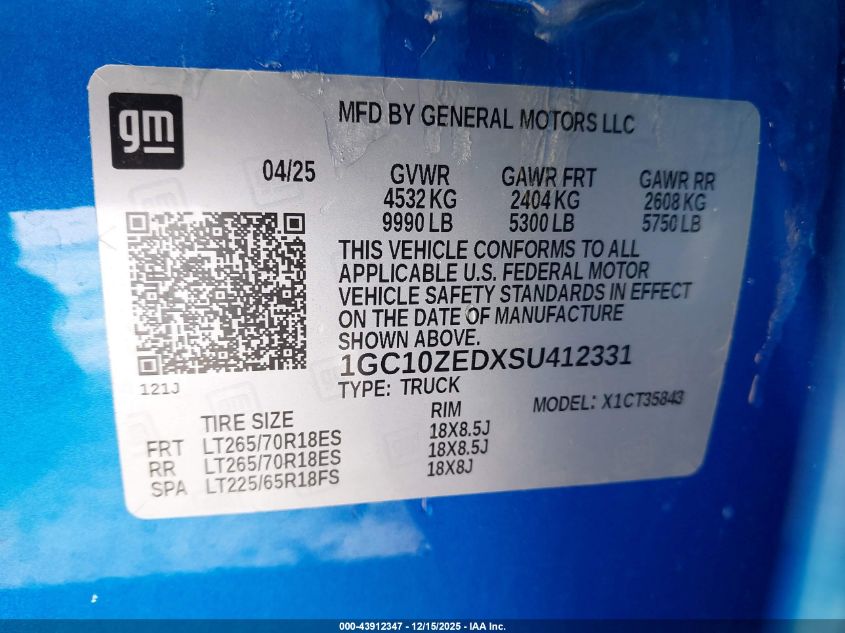 gm
MFD BY GENERAL MOTORS LLC
04/25 GVWR GAWR FRT GAWR RR
4532 KG 2404 KG 2608 KG
9990 LB 5300 LB 5750 LB
THIS VEHICLE CONFORMS TO ALL
APPLICABLE U.S. FEDERAL MOTOR
VEHICLE SAFETY STANDARDS IN EFFECT
ON THE DATE OF MANUFACTURE
SHOWN ABOVE.
1GC10ZEDXSU412331
121J TYPE: TRUCK
MODEL: X1CT35843
TIRE SIZE RIM
FRT LT265/70R18ES 18X8.5J
RR LT265/70R18ES 18X8.5J
SPA LT225/65R18FS 18X8J
000-43912347 - 12/15/2025 - IAA Inc.